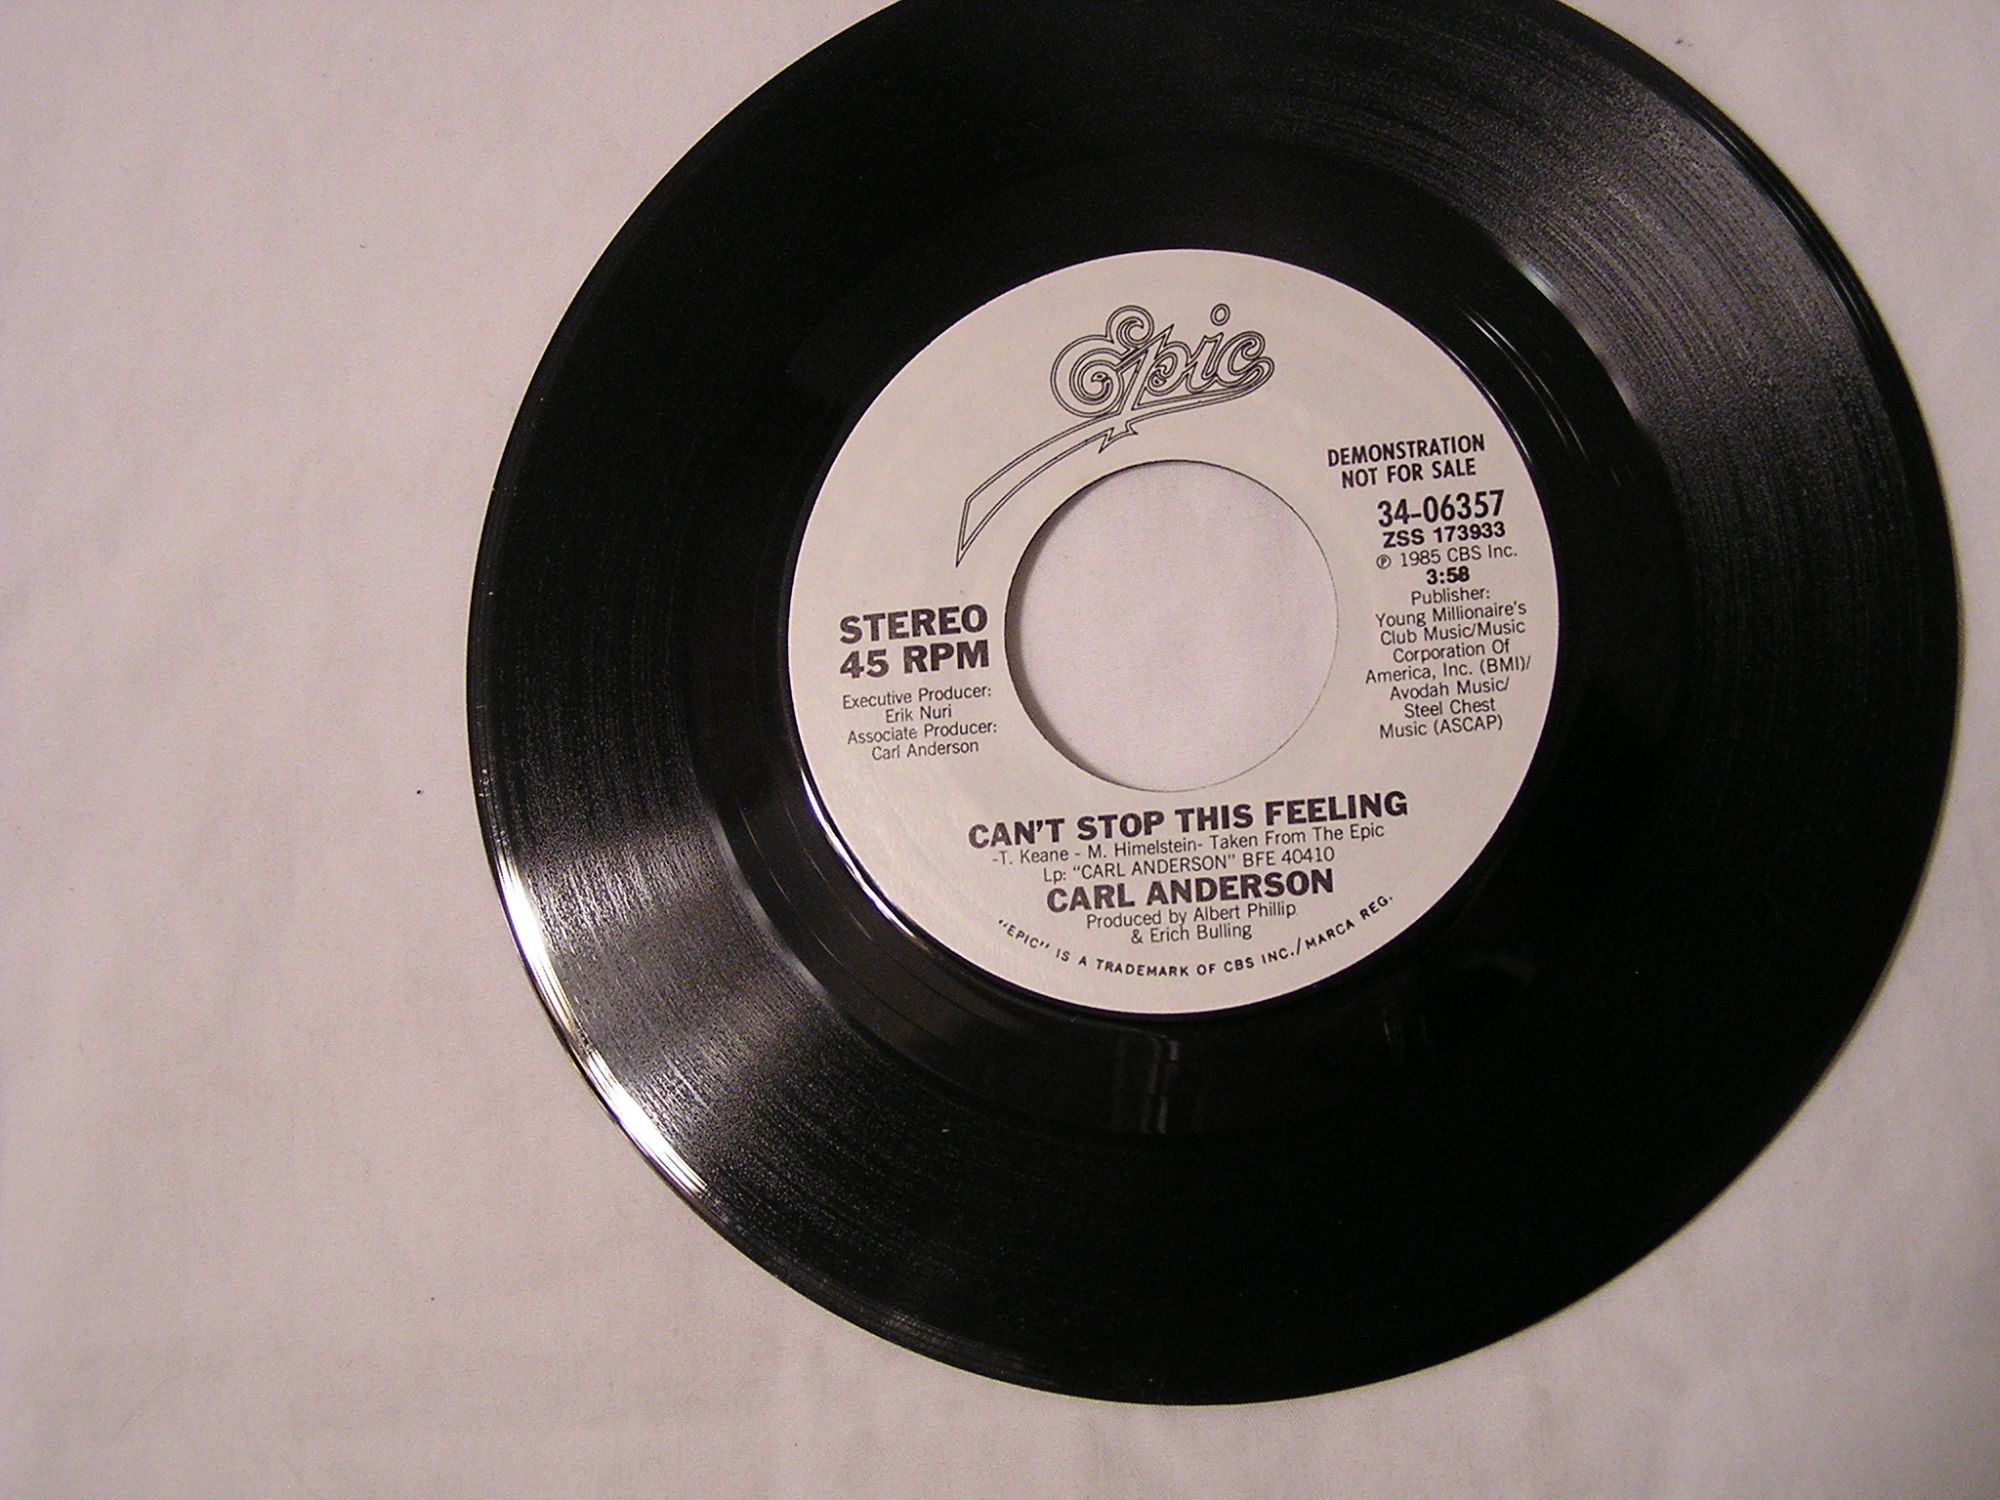 Epic
DEMONSTRATION
NOT FOR SALE
34-06357
ZSS 173933
℗ 1985 CBS Inc.
3:58
Publisher:
Young Millionaire's
Club Music/Music
Corporation Of
America, Inc. (BMI)/
Avodah Music/
Steel Chest
Music (ASCAP)
STEREO
45 RPM
Executive Producer:
Erik Nuri
Associate Producer:
Carl Anderson
CAN'T STOP THIS FEELING
-T. Keane - M. Himelstein- Taken From The Epic
Lp: "CARL ANDERSON" BFE 40410
CARL ANDERSON
Produced by Albert Phillip
& Erich Bulling
"EPIC" IS A TRADEMARK OF CBS INC./MARCA REG.